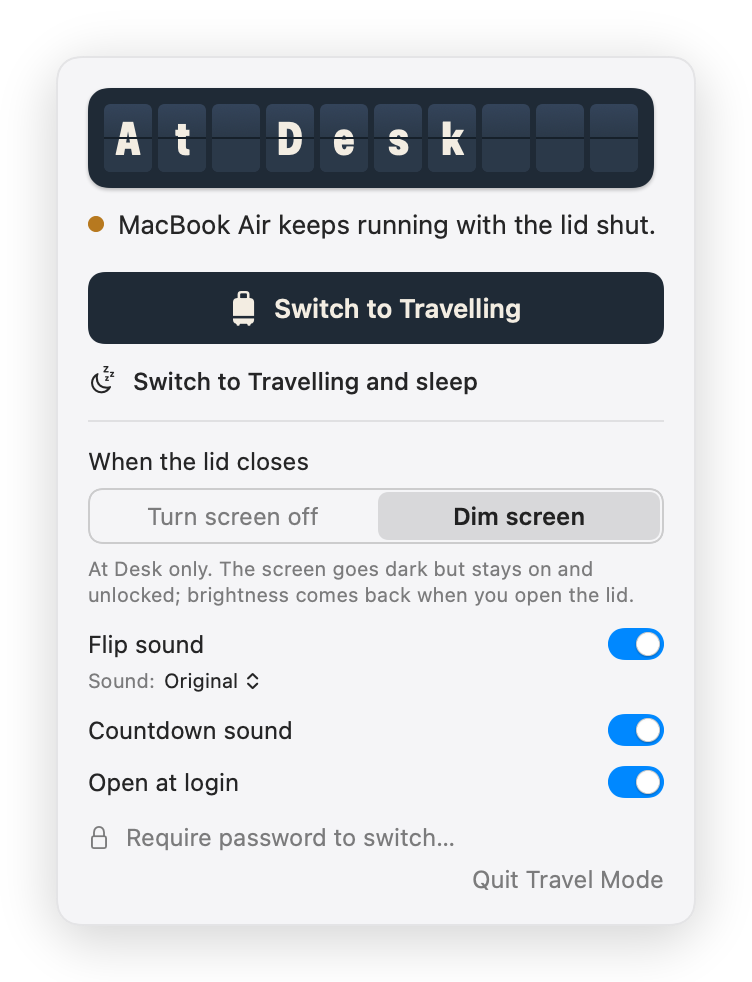 At Desk
MacBook Air keeps running with the lid shut.
Switch to Travelling
Switch to Travelling and sleep
When the lid closes
Turn screen off
Dim screen
At Desk only. The screen goes dark but stays on and
unlocked; brightness comes back when you open the lid.
Flip sound
Sound: Original
Countdown sound
Open at login
Require password to switch...
Quit Travel Mode